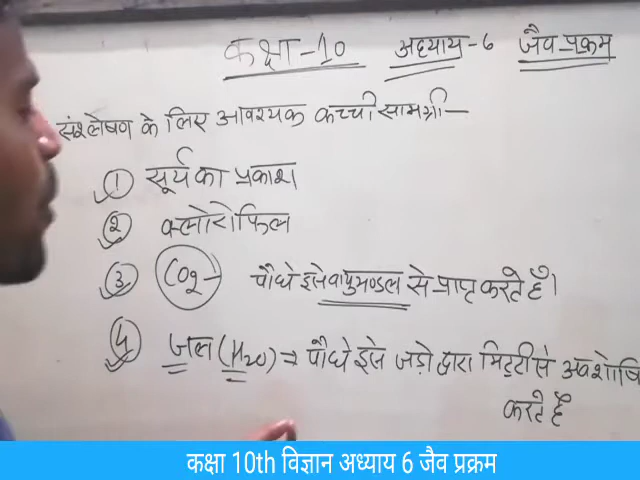 कक्षा-10 अध्याय-6 जैव प्रक्रम
संश्लेषण के लिए आवश्यक कच्ची सामग्री-
① सूर्य का प्रकाश
② क्लोरोफिल
③ CO2 → पौधे इसे वायुमण्डल से प्राप्त करते हैं।
④ जल (H2O) ⇒ पौधे इसे जड़ो द्वारा मिट्टी से अवशोषि
करते हैं
कक्षा 10th विज्ञान अध्याय 6 जैव प्रक्रम